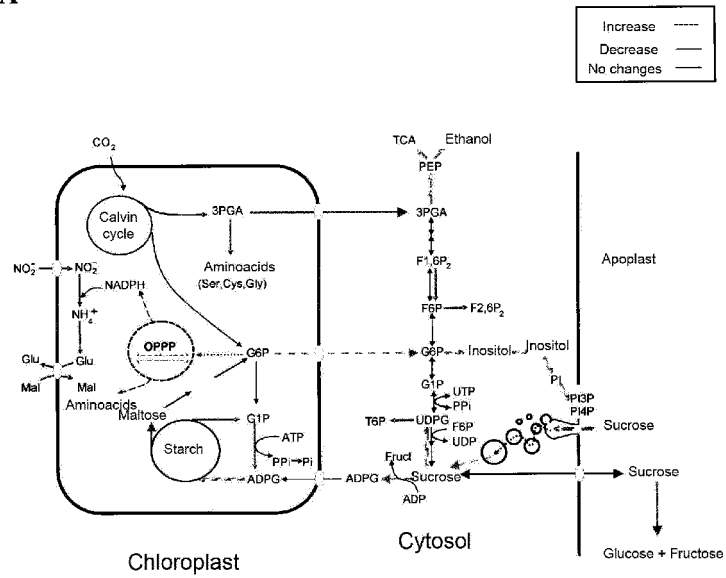 A
Increase
Decrease
No changes
CO2
TCA
Ethanol
PEP
Calvin
cycle
3PGA
3PGA
NO2-
NO2-
NADPH
Aminoacids
(Ser,Cys,Gly)
F1,6P2
Apoplast
NH4+
F6P
F2,6P2
OPPP
G6P
G6P
Inositol
Inositol
Glu
Glu
Mal
Mal
PI
G1P
UTP
PPi
PI3P
PI4P
Aminoacids
Maltose
G1P
T6P
UDPG
F6P
UDP
Sucrose
ATP
Starch
PPi
Pi
Fruct
ADPG
ADPG
Sucrose
Sucrose
ADP
Cytosol
Chloroplast
Glucose + Fructose